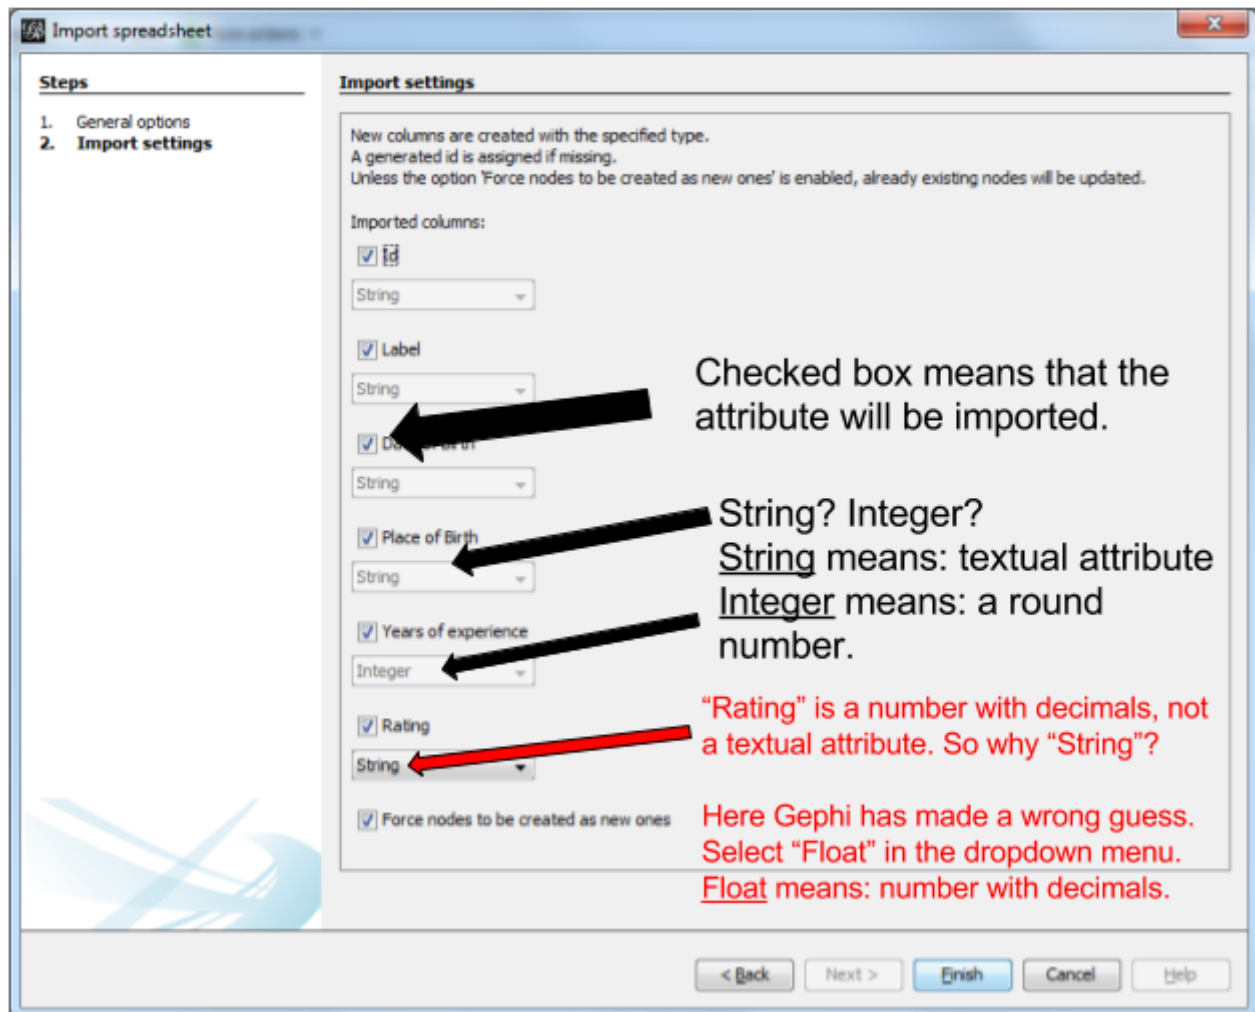 Import spreadsheet
Steps
1. General options
2. Import settings
Import settings
New columns are created with the specified type.
A generated id is assigned if missing.
Unless the option 'Force nodes to be created as new ones' is enabled, already existing nodes will be updated.
Imported columns:
Id
String
Label
String
Birth
String
Place of Birth
String
Years of experience
Integer
Rating
String
Force nodes to be created as new ones
Checked box means that the
attribute will be imported.
String? Integer?
String means: textual attribute
Integer means: a round
number.
“Rating” is a number with decimals, not
a textual attribute. So why “String”?
Here Gephi has made a wrong guess.
Select “Float” in the dropdown menu.
Float means: number with decimals.
< Back
Next >
Finish
Cancel
Help